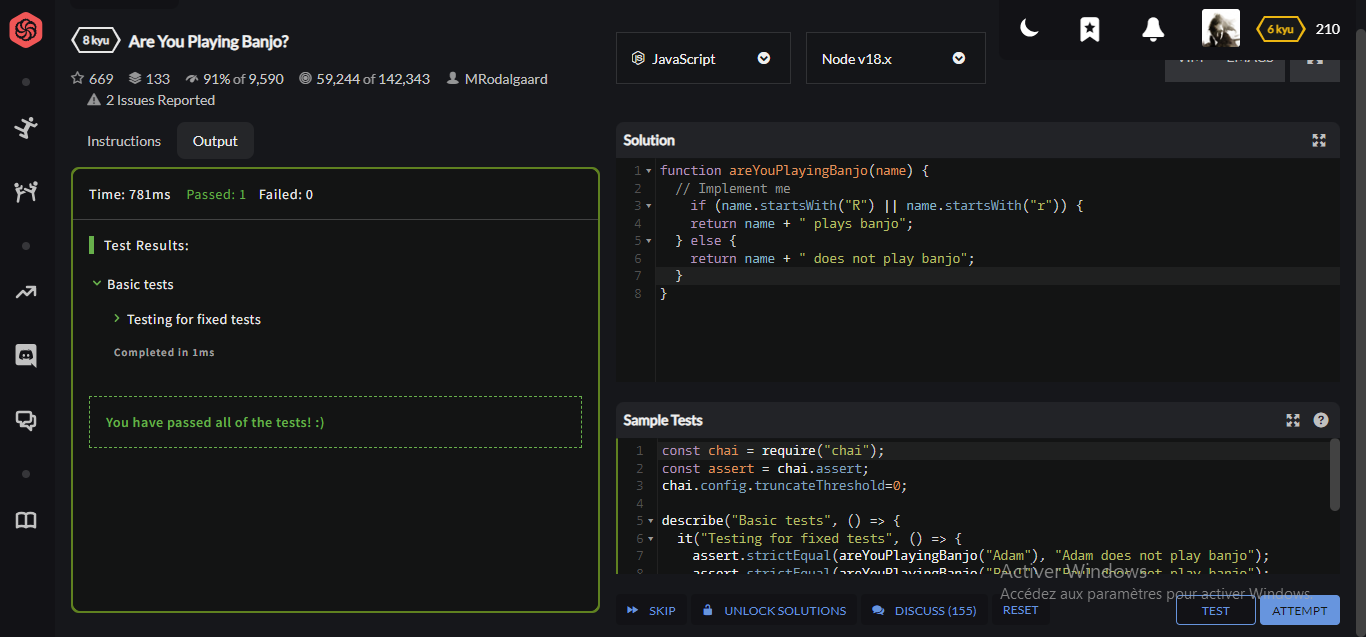 8 kyu Are You Playing Banjo?
669 133 91% of 9,590 59,244 of 142,343 MRodalgaard
2 Issues Reported
JavaScript
Node v18.x
6 kyu 210
VIM EMACS
Instructions Output
Time: 781ms Passed: 1 Failed: 0
Test Results:
Basic tests
Testing for fixed tests
Completed in 1ms
You have passed all of the tests! :)
Solution
1 function areYouPlayingBanjo(name) {
2 // Implement me
3 if (name.startsWith("R") || name.startsWith("r")) {
4 return name + " plays banjo";
5 } else {
6 return name + " does not play banjo";
7 }
8 }
Sample Tests
1 const chai = require("chai");
2 const assert = chai.assert;
3 chai.config.truncateThreshold=0;
4
5 describe("Basic tests", () => {
6 it("Testing for fixed tests", () => {
7 assert.strictEqual(areYouPlayingBanjo("Adam"), "Adam does not play banjo");
8 assert.strictEqual(areYouPlayingBanjo("Paul"), "Paul does not play banjo");
Activer Windows
Accédez aux paramètres pour activer Windows.
SKIP UNLOCK SOLUTIONS DISCUSS (155) RESET TEST ATTEMPT